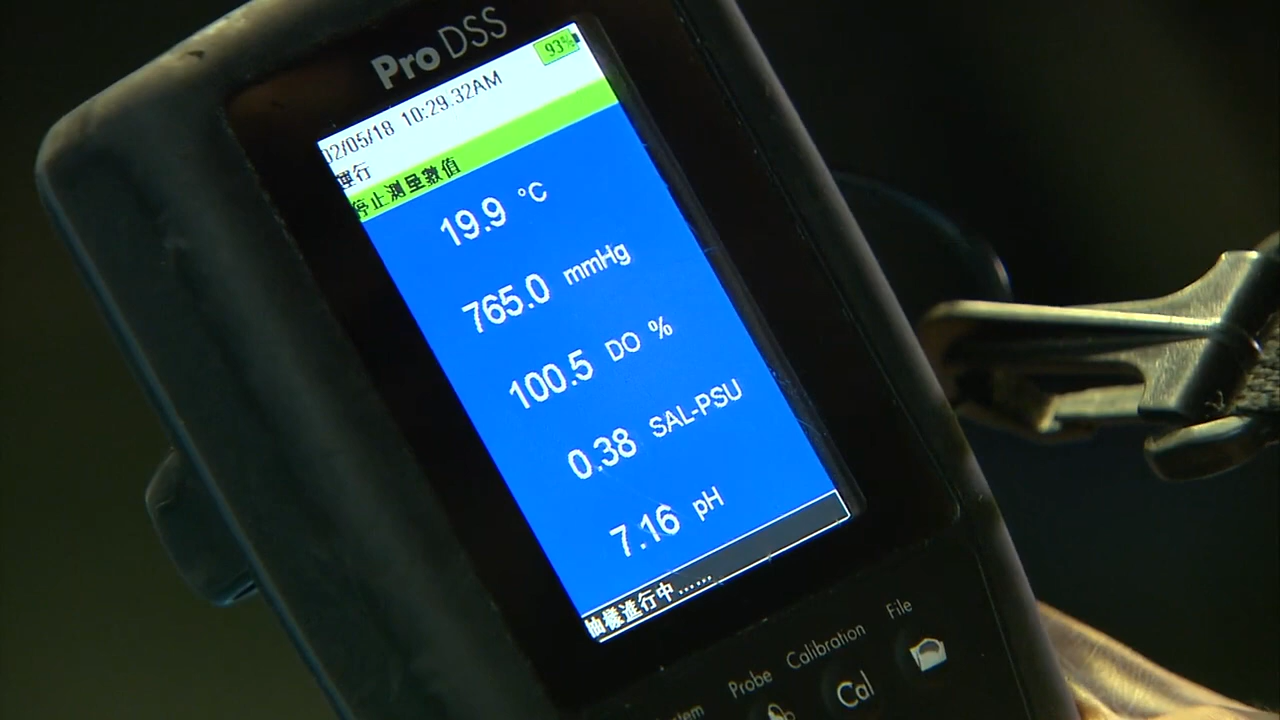 Pro DSS
93%
02/05/18 10:29:32AM
運行
停止測量數值
19.9 °C
765.0 mmHg
100.5 DO %
0.38 SAL-PSU
7.16 pH
抽樣進行中......
Probe
Calibration
File
Cal